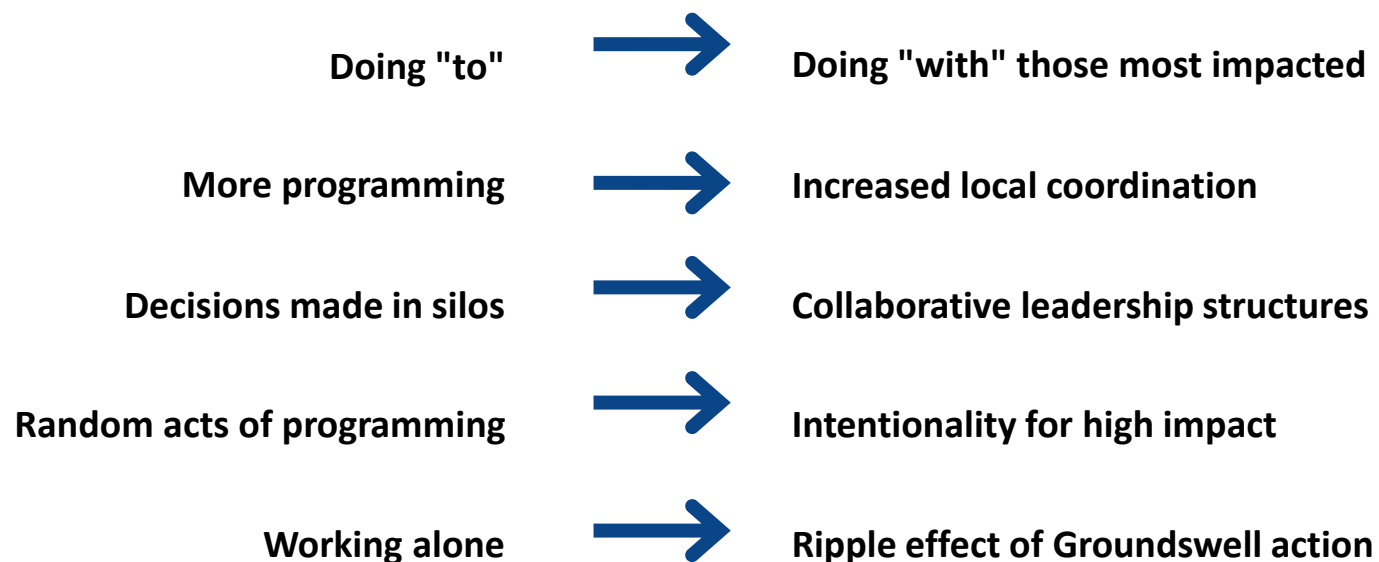 Doing "to"
Doing "with" those most impacted
More programming
Increased local coordination
Decisions made in silos
Collaborative leadership structures
Random acts of programming
Intentionality for high impact
Working alone
Ripple effect of Groundswell action